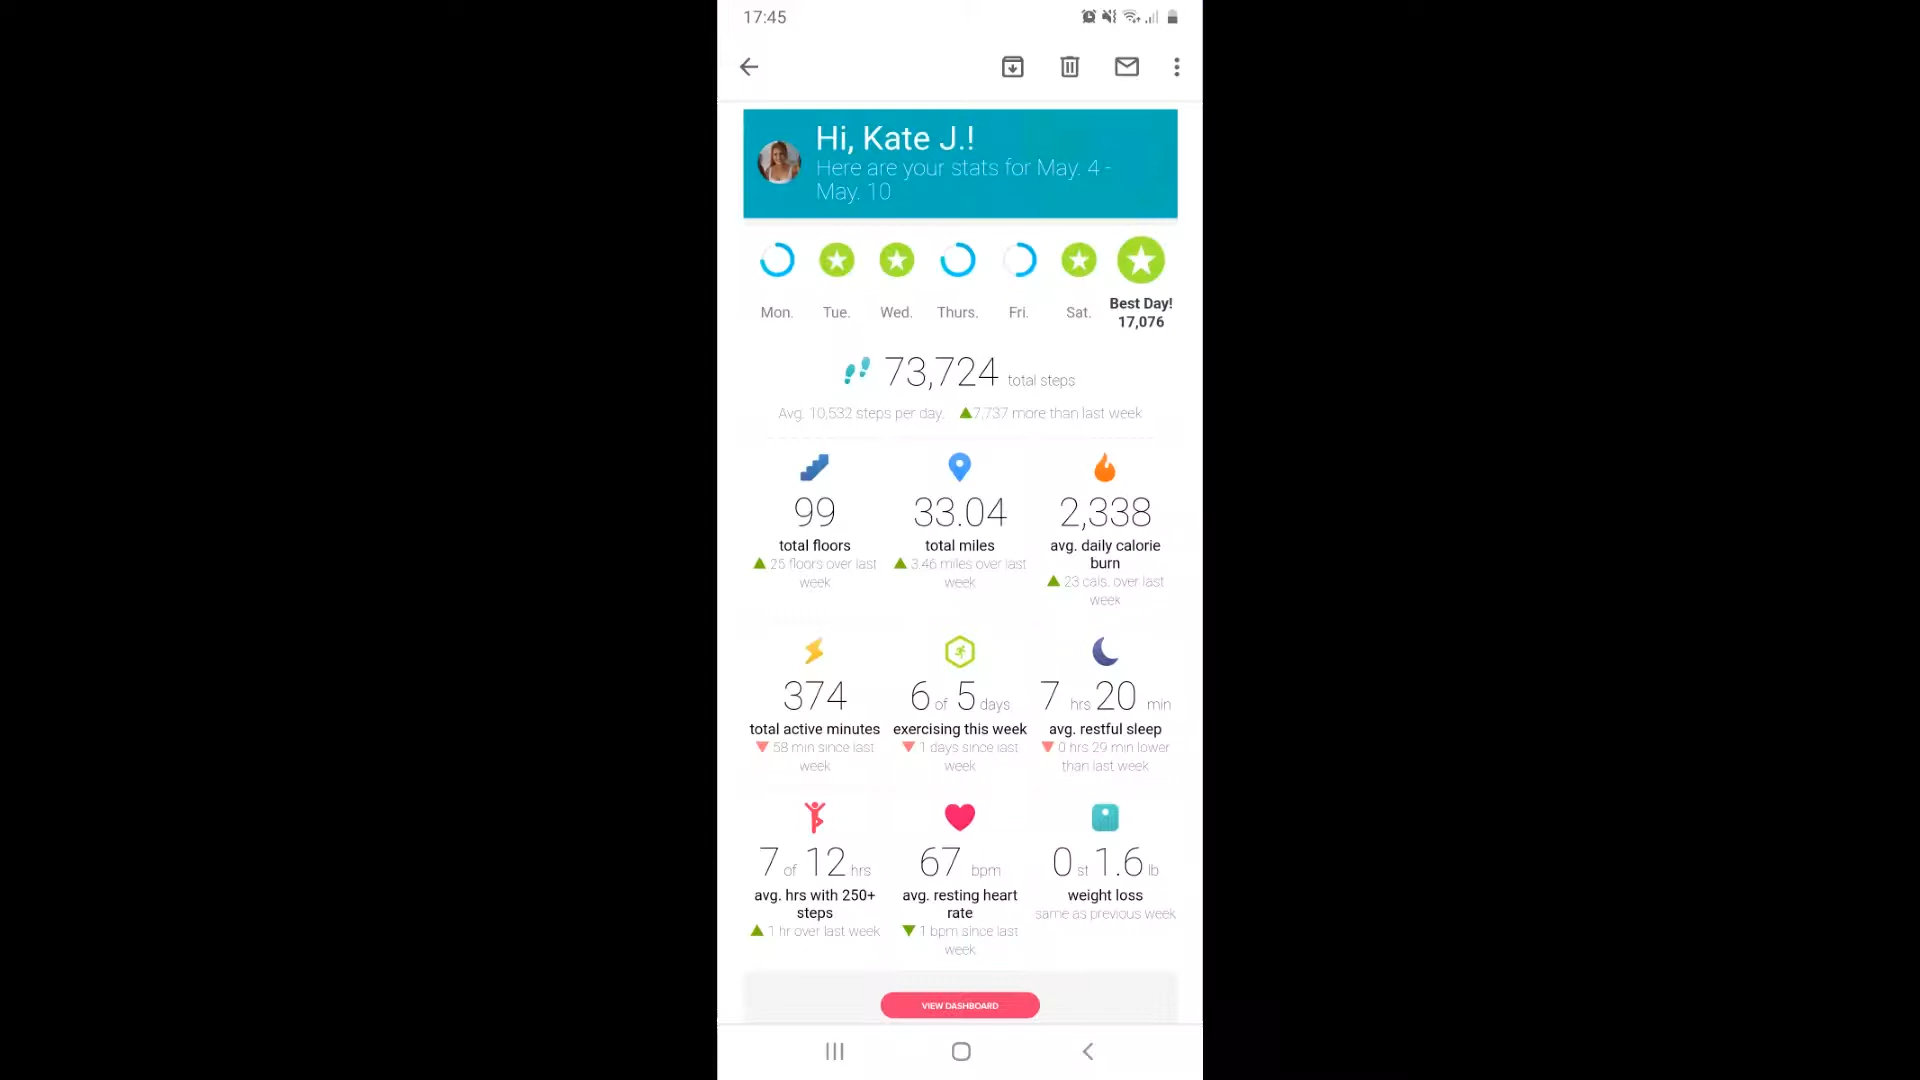 17:45
Hi, Kate J.!
Here are your stats for May. 4 -
May. 10
Mon. Tue. Wed. Thurs. Fri. Sat. Best Day!
17,076
73,724 total steps
Avg. 10,532 steps per day. 7,737 more than last week
99 33.04 2,338
total floors total miles avg. daily calorie
burn
25 floors over last
week
3.46 miles over last
week
23 cals. over last
week
374 6 of 5 days 7 hrs 20 min
total active minutes exercising this week avg. restful sleep
58 min since last
week
1 days since last
week
0 hrs 29 min lower
than last week
7 of 12 hrs 67 bpm 0 st 1.6 lb
avg. hrs with 250+
steps
avg. resting heart
rate
weight loss
1 hr over last week
1 bpm since last
week
same as previous week
VIEW DASHBOARD